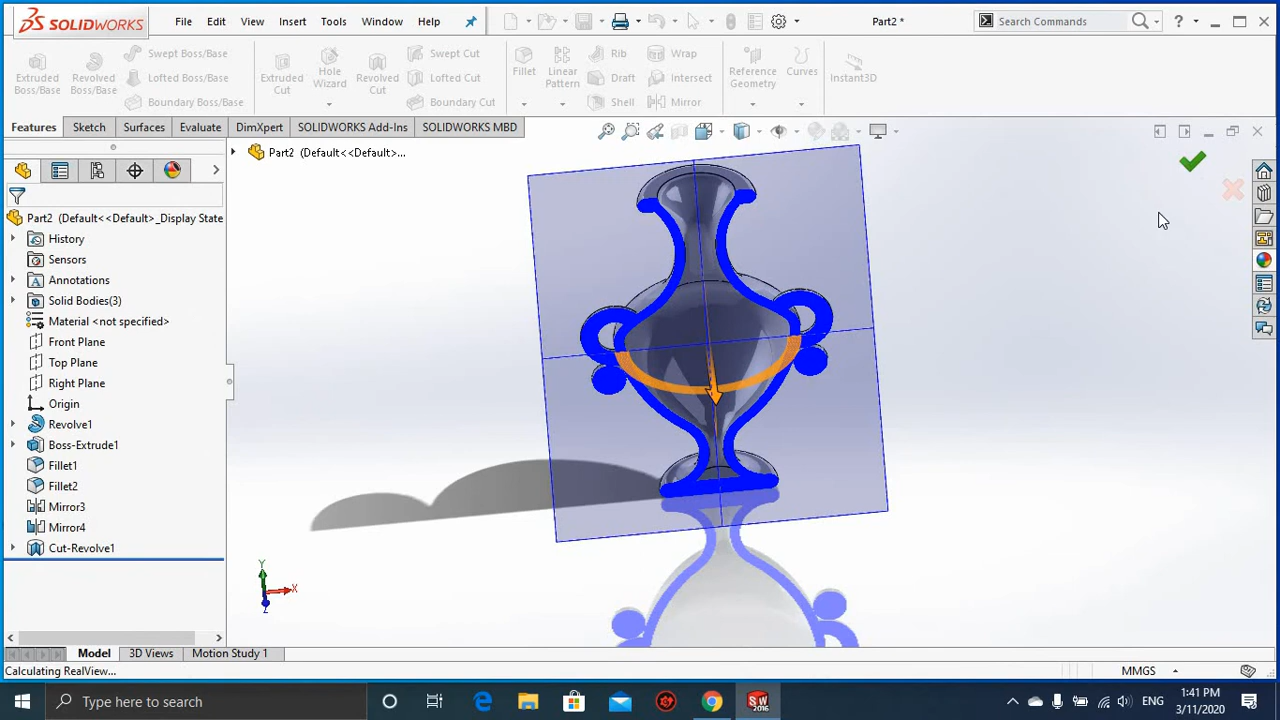 SOLIDWORKS File Edit View Insert Tools Window Help Part2 * Search Commands ?
Extruded Boss/Base Revolved Boss/Base Swept Boss/Base Lofted Boss/Base Boundary Boss/Base Extruded Cut Hole Wizard Revolved Cut Swept Cut Lofted Cut Boundary Cut Fillet Linear Pattern Rib Draft Shell Wrap Intersect Mirror Reference Geometry Curves Instant3D
Features Sketch Surfaces Evaluate DimXpert SOLIDWORKS Add-Ins SOLIDWORKS MBD
Part2 (Default<<Default>...
Part2 (Default<<Default>_Display State
History
Sensors
Annotations
Solid Bodies(3)
Material <not specified>
Front Plane
Top Plane
Right Plane
Origin
Revolve1
Boss-Extrude1
Fillet1
Fillet2
Mirror3
Mirror4
Cut-Revolve1
Y
X
Z
Model 3D Views Motion Study 1
Calculating RealView... MMGS
Type here to search SW 2016 ENG 1:41 PM
3/11/2020